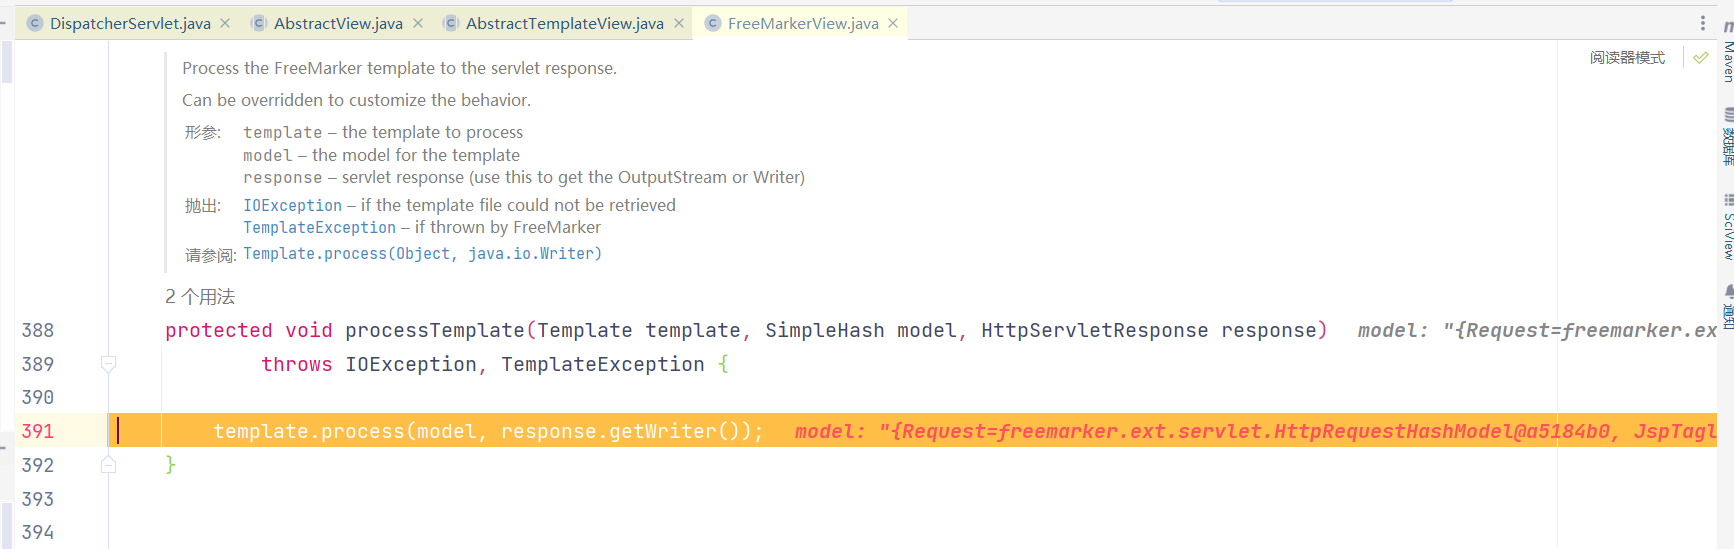 DispatcherServlet.java
AbstractView.java
AbstractTemplateView.java
FreeMarkerView.java
阅读器模式
Process the FreeMarker template to the servlet response.
Can be overridden to customize the behavior.
形参: template – the template to process
model – the model for the template
response – servlet response (use this to get the OutputStream or Writer)
抛出: IOException – if the template file could not be retrieved
TemplateException – if thrown by FreeMarker
请参阅: Template.process(Object, java.io.Writer)
2 个用法
388 protected void processTemplate(Template template, SimpleHash model, HttpServletResponse response) model: "{Request=freemarker.ex
389 throws IOException, TemplateException {
390
391 template.process(model, response.getWriter()); model: "{Request=freemarker.ext.servlet.HttpRequestHashModel@a5184b0, JspTagl
392 }
393
394
m
Maven
数据库
SciView
通知